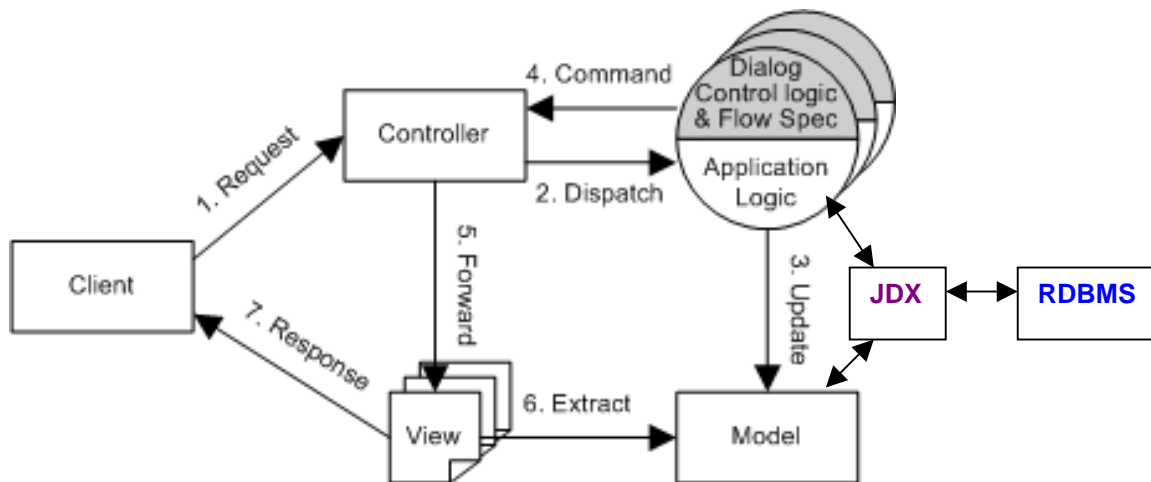 Dialog
Control logic
& Flow Spec
4. Command
Controller
Application
Logic
1. Request
2. Dispatch
5. Forward
3. Update
Client
JDX
RDBMS
7. Response
6. Extract
View
Model